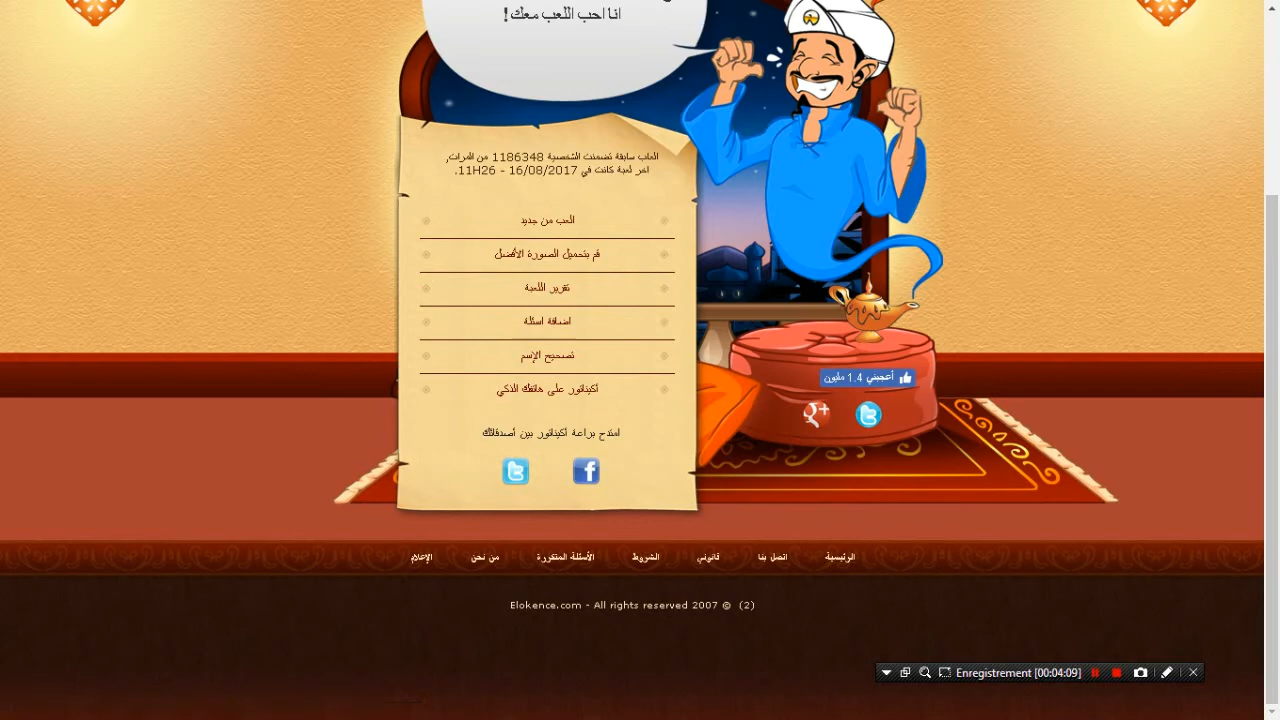 انا احب اللعب معك!
العاب سابقة تضمنت الشخصية 1186348 من المرات,
اخر لعبة كانت في 16/08/2017 - 11H26.
العب من جديد
قم بتحميل الصورة الأفضل
تقرير اللعبة
اضافة اسئلة
تصحيح الإسم
أكيناتور على هاتفك الذكي
أعجبني 1.4 مليون
امتدح براعة أكيناتور بين أصدقائك
الرئيسية اتصل بنا قانوني الشروط الأسئلة المتكررة من نحن الإعلام
Elokence.com - All rights reserved 2007 © (2)
Enregistrement [00:04:09]